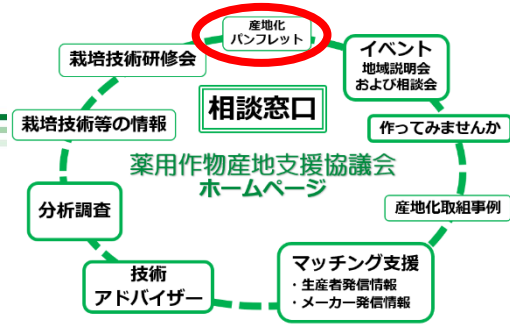 産地化
パンフレット
イベント
地域説明会
および相談会
栽培技術研修会
相談窓口
栽培技術等の情報
作ってみませんか
薬用作物産地支援協議会
ホームページ
産地化取組事例
分析調査
マッチング支援
・生産者発信情報
・メーカー発信情報
技術
アドバイザー